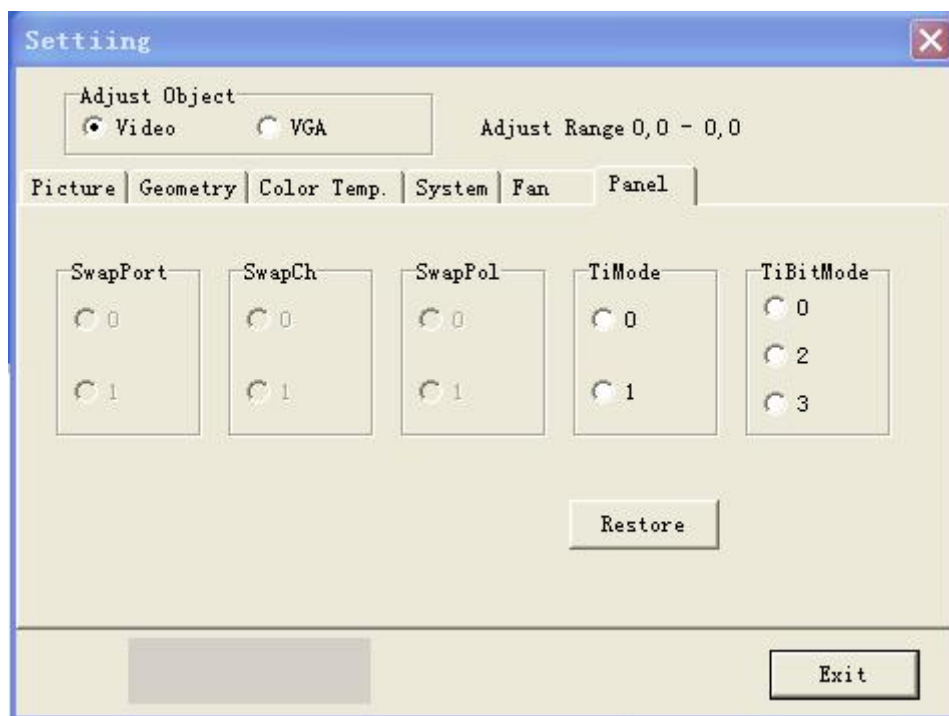 Settiing
Adjust Object
Video VGA Adjust Range 0,0 - 0,0
Picture Geometry Color Temp. System Fan Panel
SwapPort SwapCh SwapPol TiMode TiBitMode
0 0 0 0 0
2
1 1 1 1 3
Restore
Exit